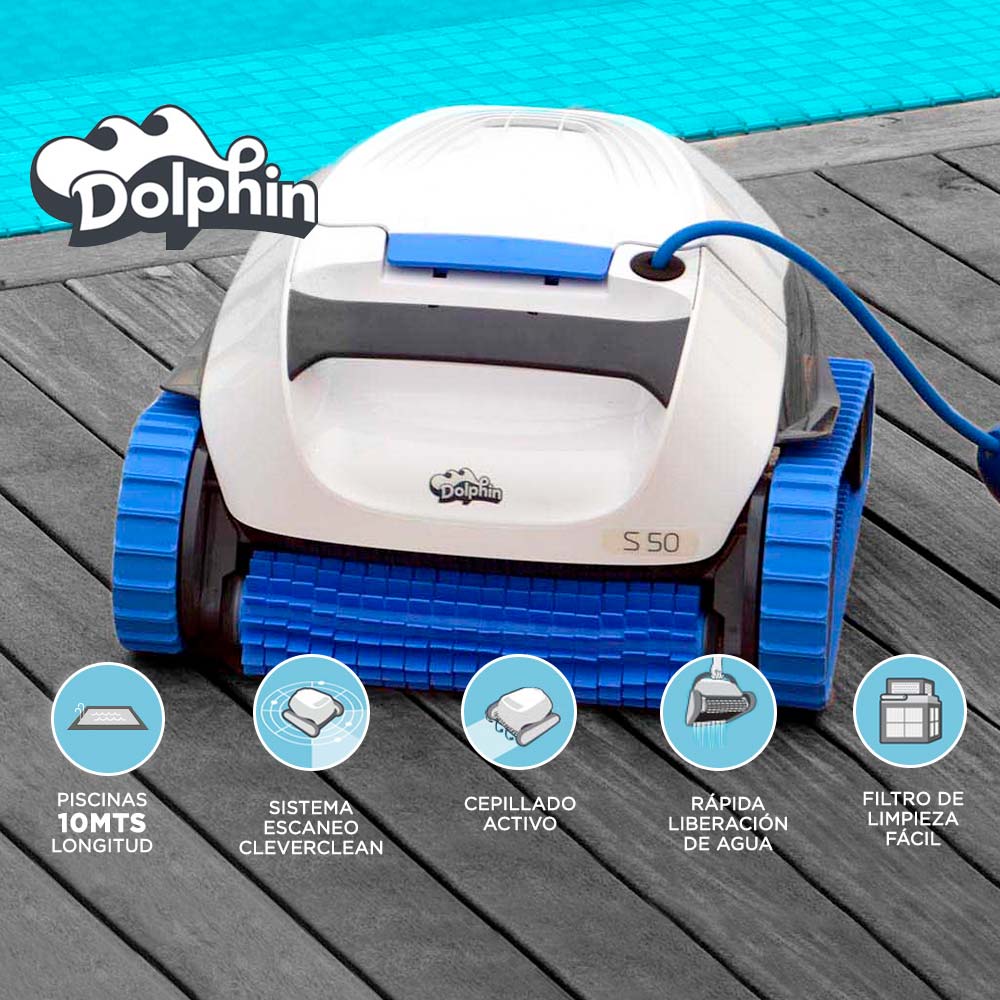 Dolphin
Dolphin
S 50
PISCINAS
10MTS
LONGITUD
SISTEMA
ESCANEO
CLEVERCLEAN
CEPILLADO
ACTIVO
RÁPIDA
LIBERACIÓN
DE AGUA
FILTRO DE
LIMPIEZA
FÁCIL